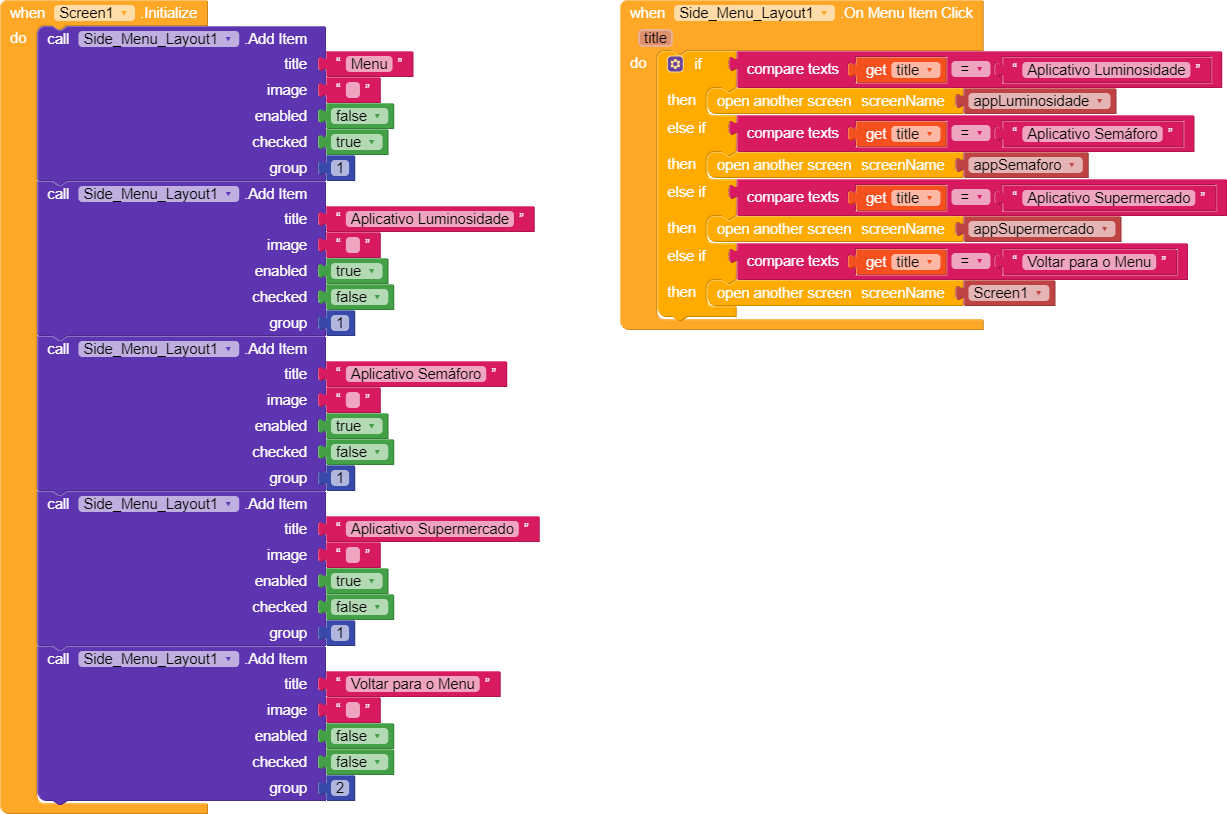 when Screen1 .Initialize
do call Side_Menu_Layout1 .Add Item
title “ Menu ”
image “ ”
enabled false
checked true
group 1
call Side_Menu_Layout1 .Add Item
title “ Aplicativo Luminosidade ”
image “ ”
enabled true
checked false
group 1
call Side_Menu_Layout1 .Add Item
title “ Aplicativo Semáforo ”
image “ ”
enabled true
checked false
group 1
call Side_Menu_Layout1 .Add Item
title “ Aplicativo Supermercado ”
image “ ”
enabled true
checked false
group 1
call Side_Menu_Layout1 .Add Item
title “ Voltar para o Menu ”
image “ ”
enabled false
checked false
group 2
when Side_Menu_Layout1 .On Menu Item Click
title
do if compare texts get title = “ Aplicativo Luminosidade ”
then open another screen screenName appLuminosidade
else if compare texts get title = “ Aplicativo Semáforo ”
then open another screen screenName appSemaforo
else if compare texts get title = “ Aplicativo Supermercado ”
then open another screen screenName appSupermercado
else if compare texts get title = “ Voltar para o Menu ”
then open another screen screenName Screen1